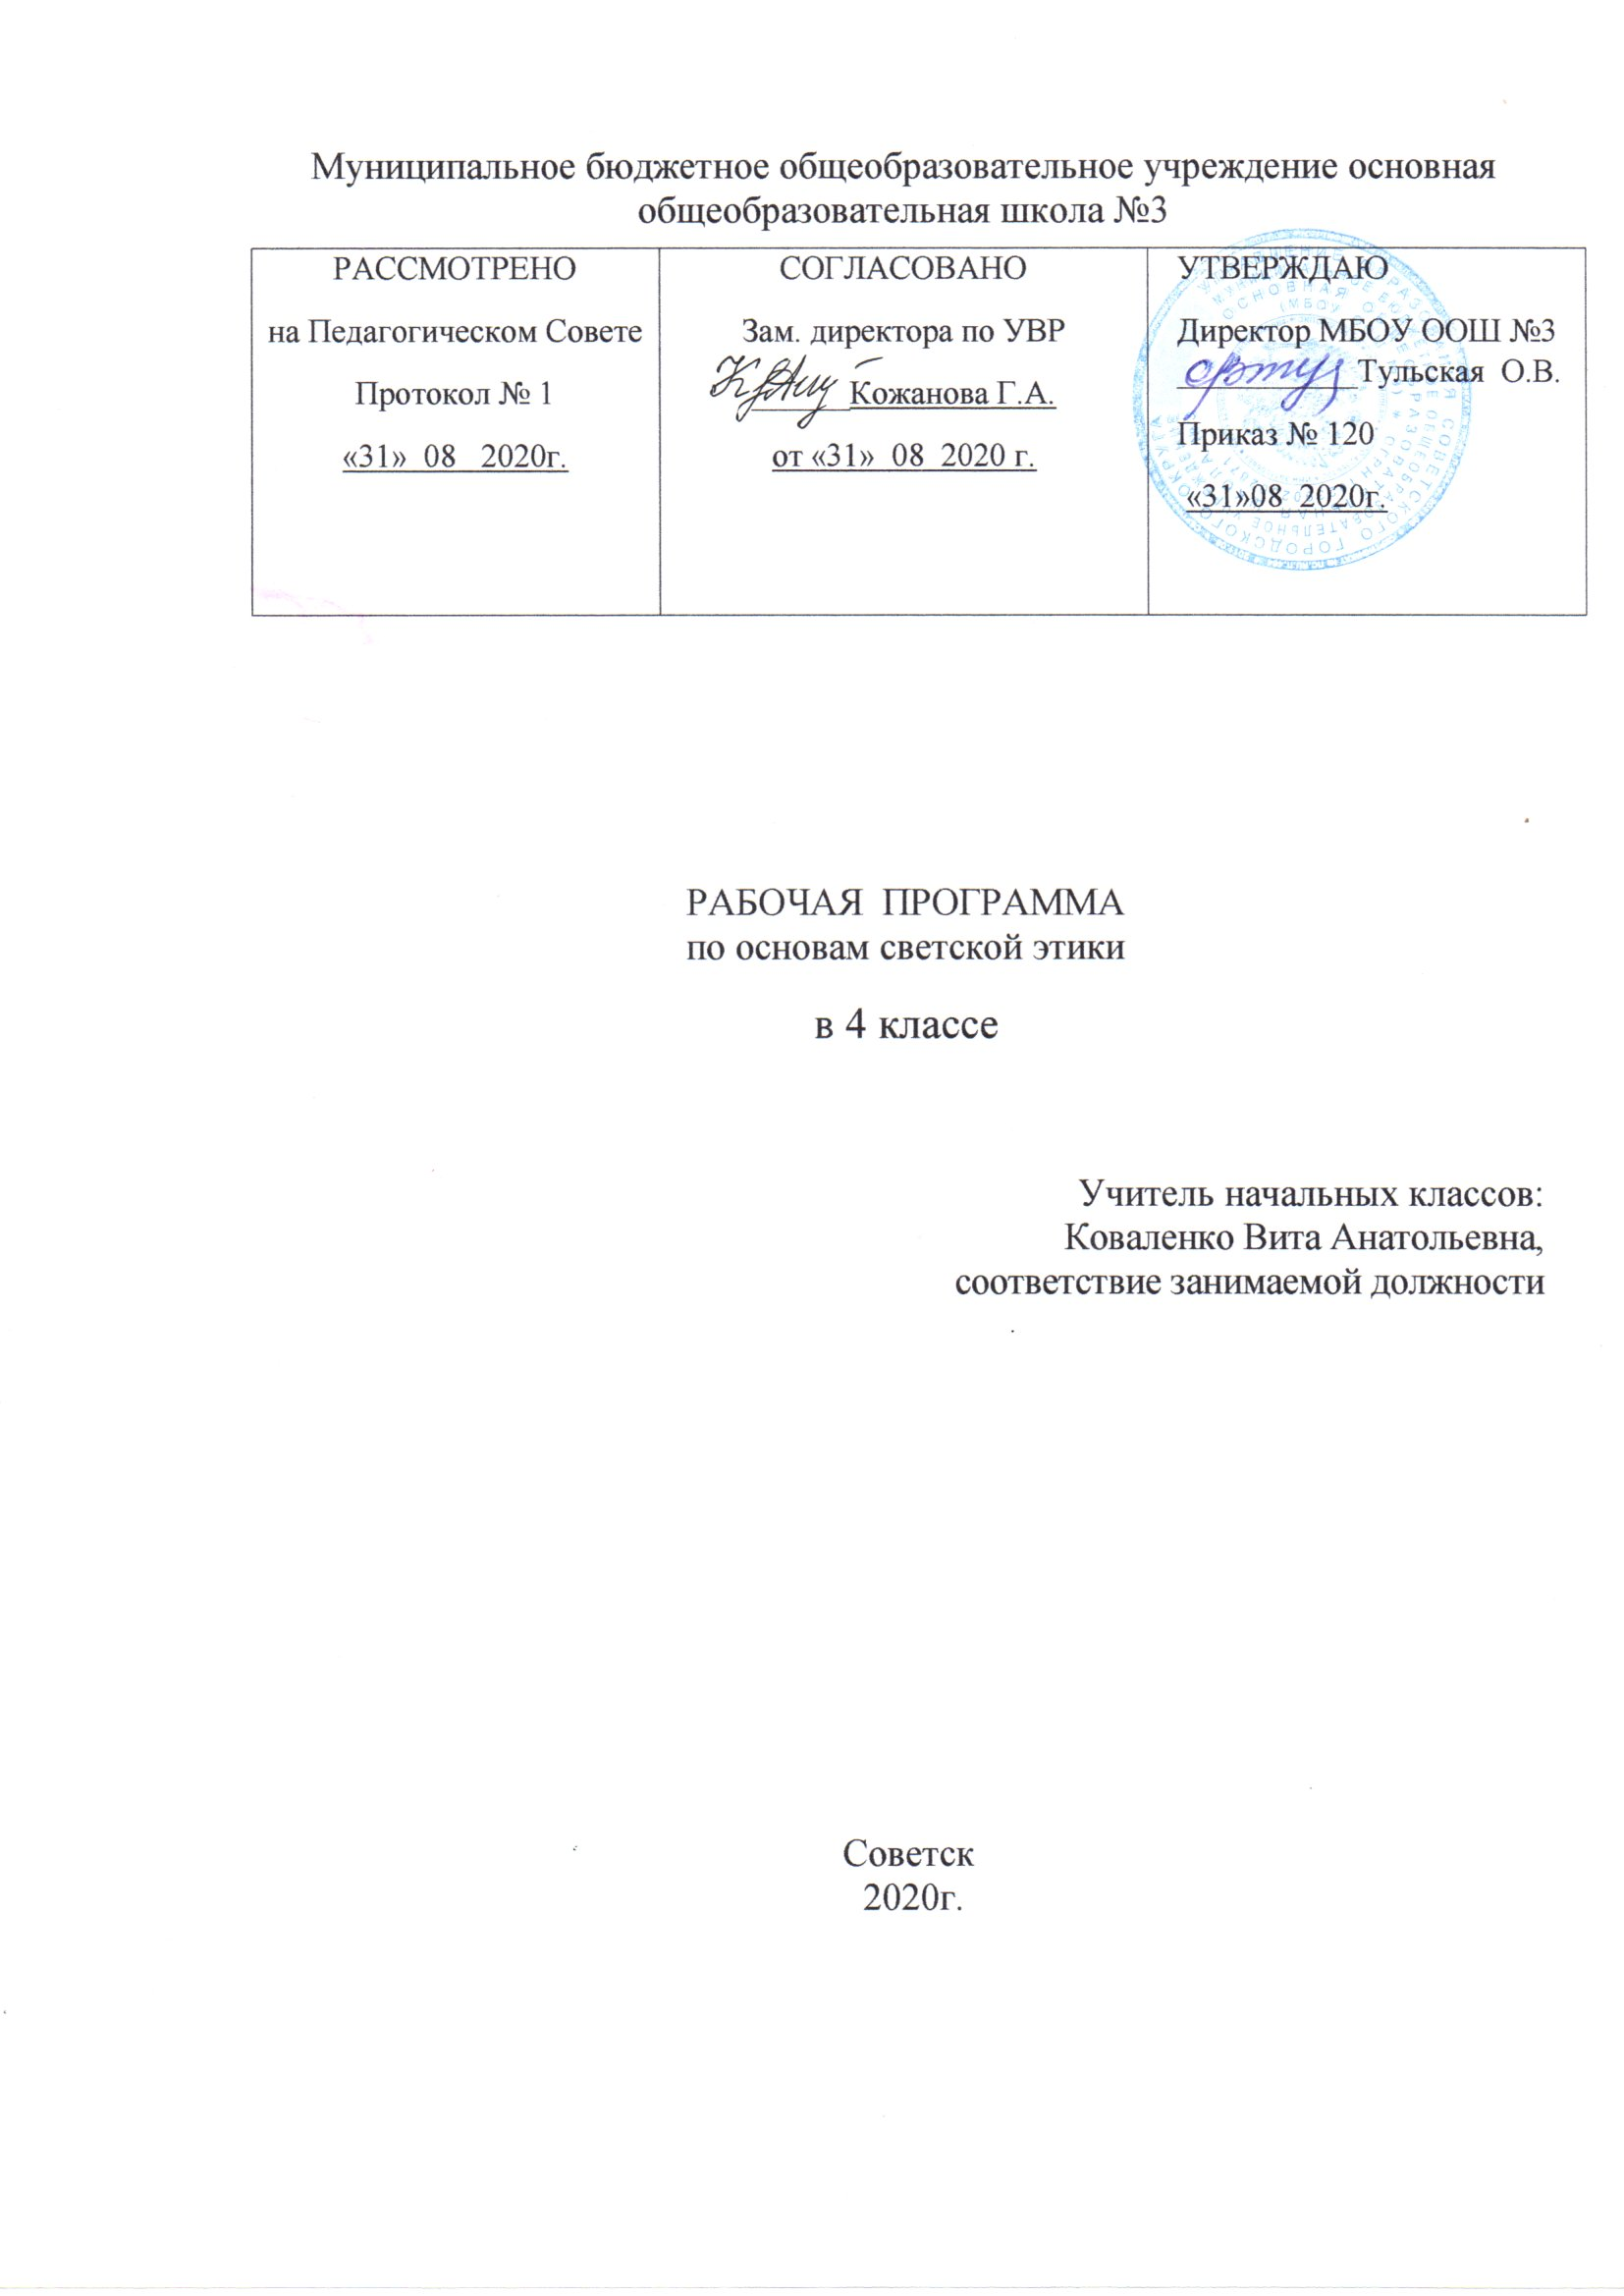 Муниципальное бюджетное общеобразовательное учреждение основная
общеобразовательная школа №3
РАССМОТРЕНО
на Педагогическом Совете
Протокол № 1
«31» 08 2020г.
СОГЛАСОВАНО
Зам. директора по УВР
Кожанова Г.А.
от «31» 08 2020 г.
УТВЕРЖДАЮ
Директор МБОУ ООШ №3
Тульская О.В.
Приказ № 120
«31»08 2020г.
РАБОЧАЯ ПРОГРАММА
по основам светской этики
в 4 классе
Учитель начальных классов:
Коваленко Вита Анатольевна,
соответствие занимаемой должности
Советск
2020г.